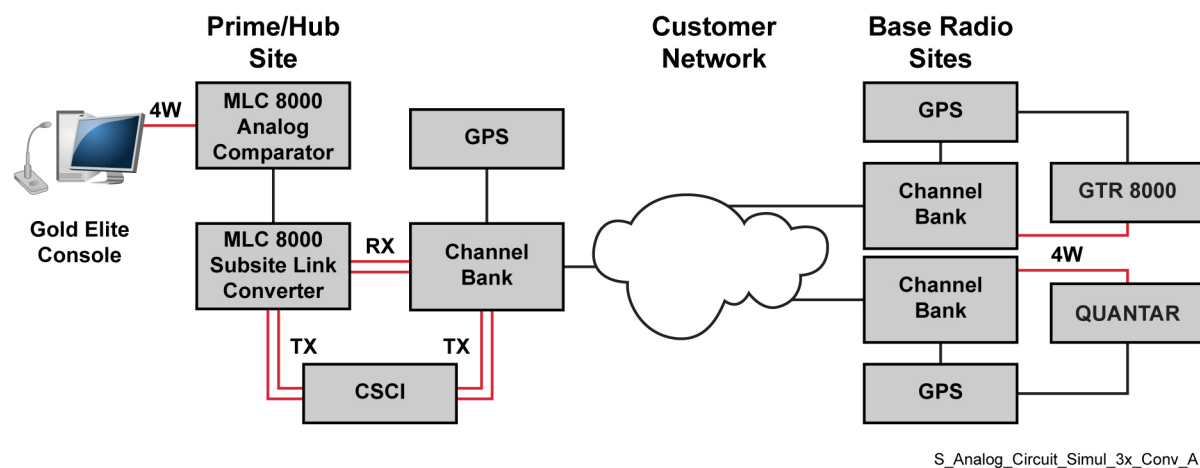 Prime/Hub
Site
Customer
Network
Base Radio
Sites
4W
MLC 8000
Analog
Comparator
GPS
GPS
Gold Elite
Console
MLC 8000
Subsite Link
Converter
RX
Channel
Bank
Channel
Bank
GTR 8000
4W
Channel
Bank
QUANTAR
TX
TX
CSCI
GPS
S_Analog_Circuit_Simul_3x_Conv_A